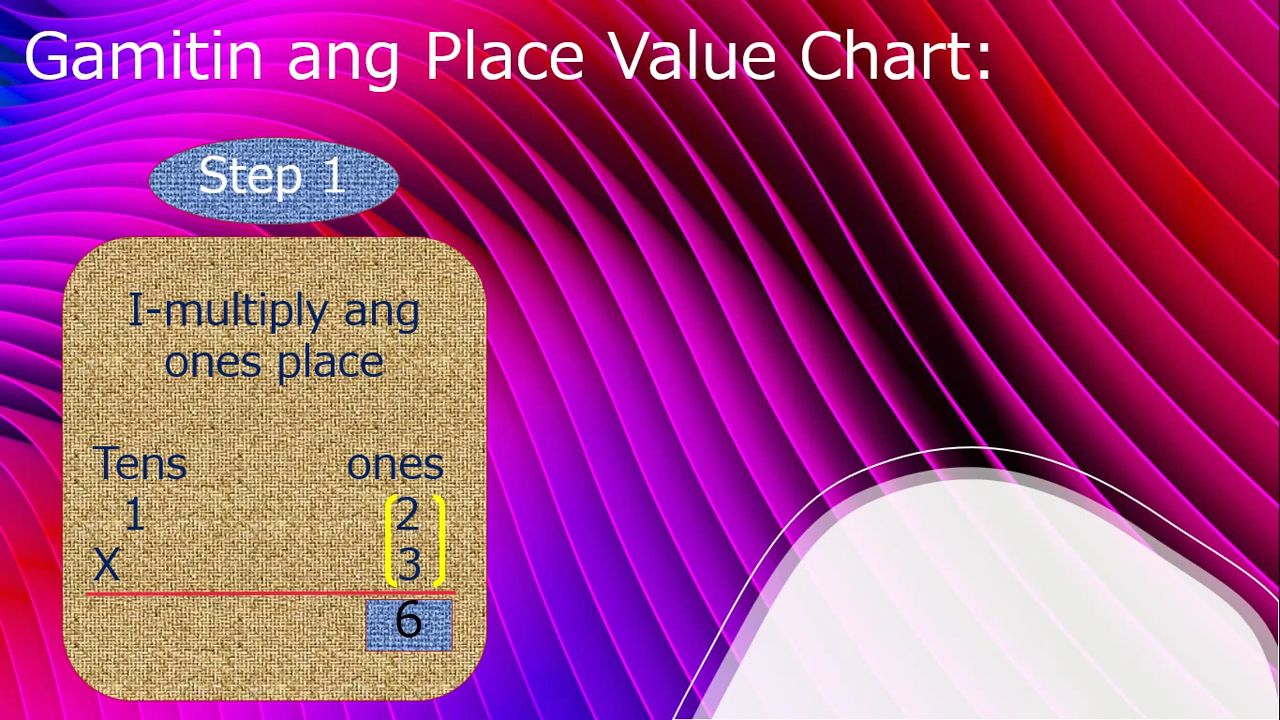 Gamitin ang Place Value Chart:
Step 1
I-multiply ang
ones place
Tens ones
1 2
X 3
6